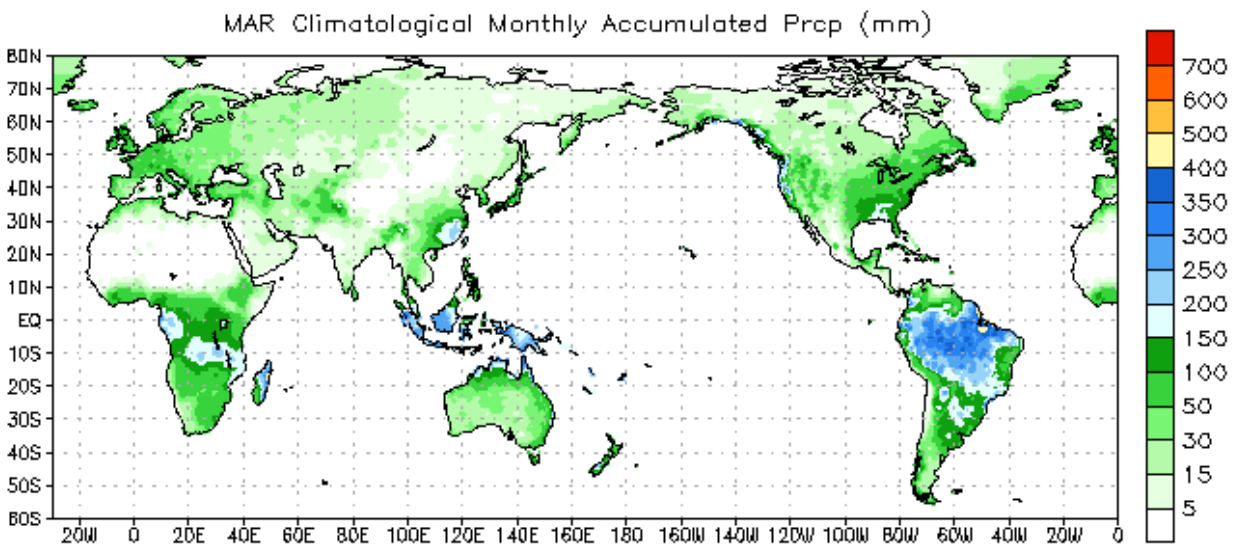 MAR Climatological Monthly Accumulated Prcp (mm)
80N
70N
60N
50N
40N
30N
20N
10N
EQ
10S
20S
30S
40S
50S
60S
20W 0 20E 40E 60E 80E 100E 120E 140E 160E 180 160W 140W 120W 100W 80W 60W 40W 20W 0
700
600
500
400
350
300
250
200
150
100
50
30
15
5